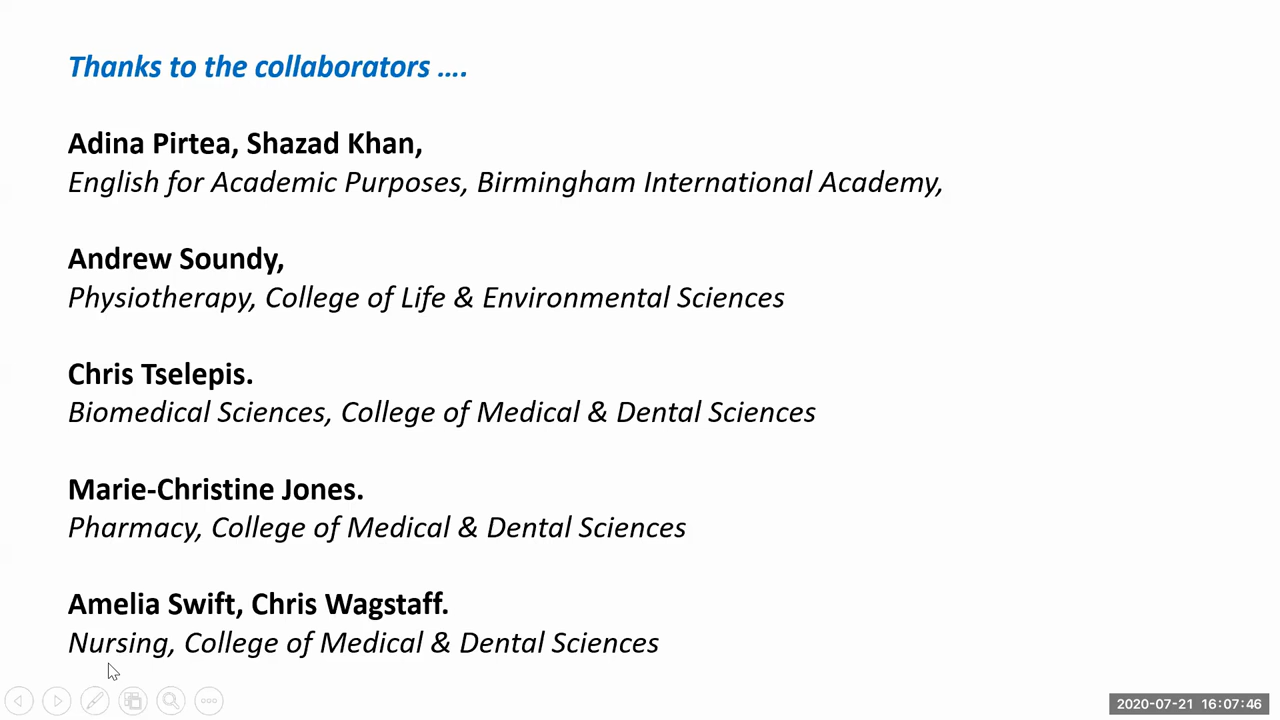 Thanks to the collaborators ....
Adina Pirtea, Shazad Khan,
English for Academic Purposes, Birmingham International Academy,
Andrew Soundy,
Physiotherapy, College of Life & Environmental Sciences
Chris Tselepis.
Biomedical Sciences, College of Medical & Dental Sciences
Marie-Christine Jones.
Pharmacy, College of Medical & Dental Sciences
Amelia Swift, Chris Wagstaff.
Nursing, College of Medical & Dental Sciences
2020-07-21 16:07:46